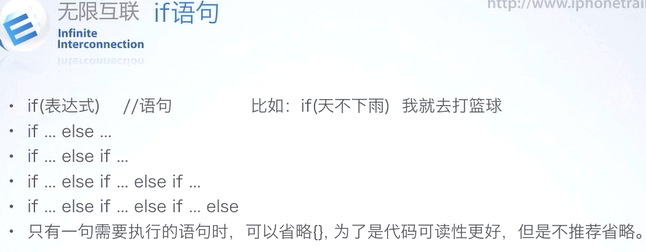 无限互联 if语句
http://www.iphonetrai
Infinite
Interconnection
• if(表达式) //语句 比如：if(天不下雨) 我就去打篮球
• if ... else ...
• if ... else if ...
• if ... else if ... else if ...
• if ... else if ... else if ... else
• 只有一句需要执行的语句时，可以省略{}, 为了是代码可读性更好，但是不推荐省略。